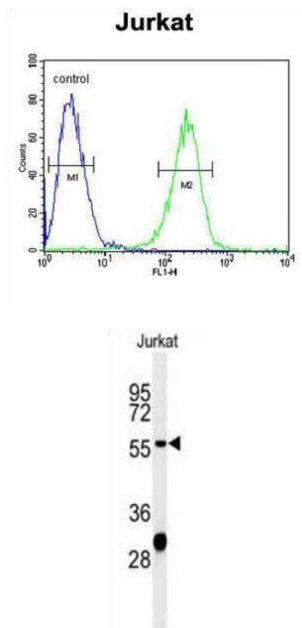 Jurkat
control
100
80
60
40
20
0
Counts
M1
M2
10⁰ 10¹ 10² 10³ 10⁴
FL1-H
Jurkat
95
72
55
36
28